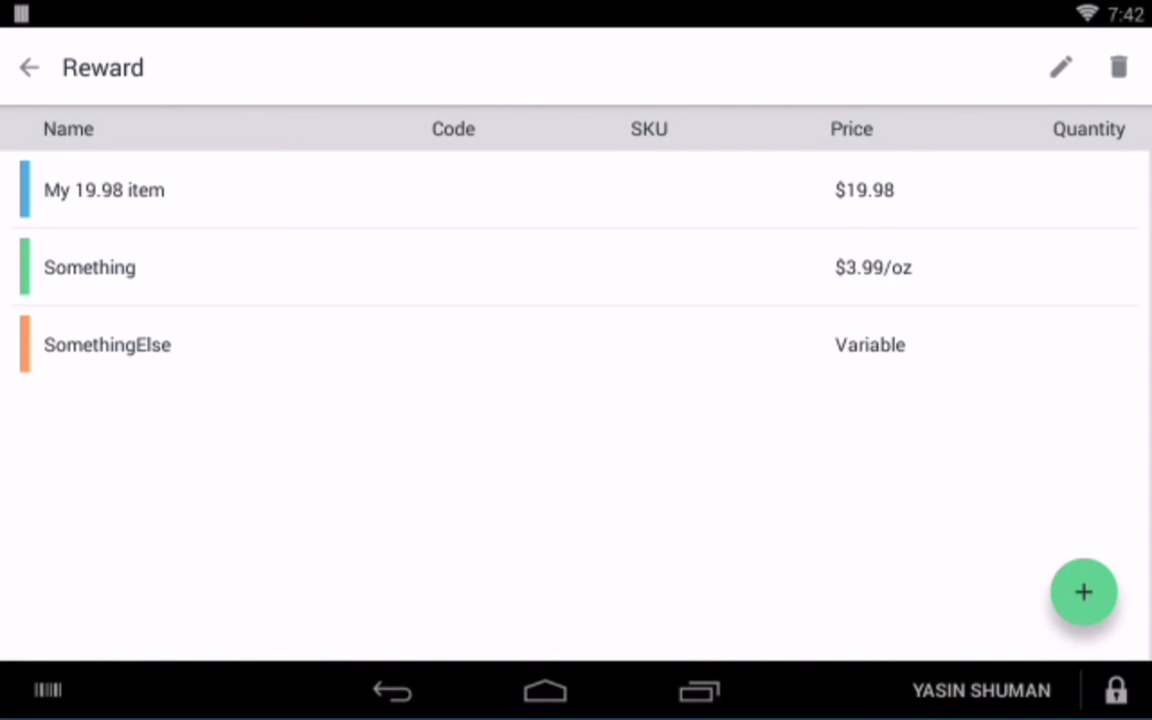 7:42
Reward
Name Code SKU Price Quantity
My 19.98 item $19.98
Something $3.99/oz
SomethingElse Variable
+
YASIN SHUMAN